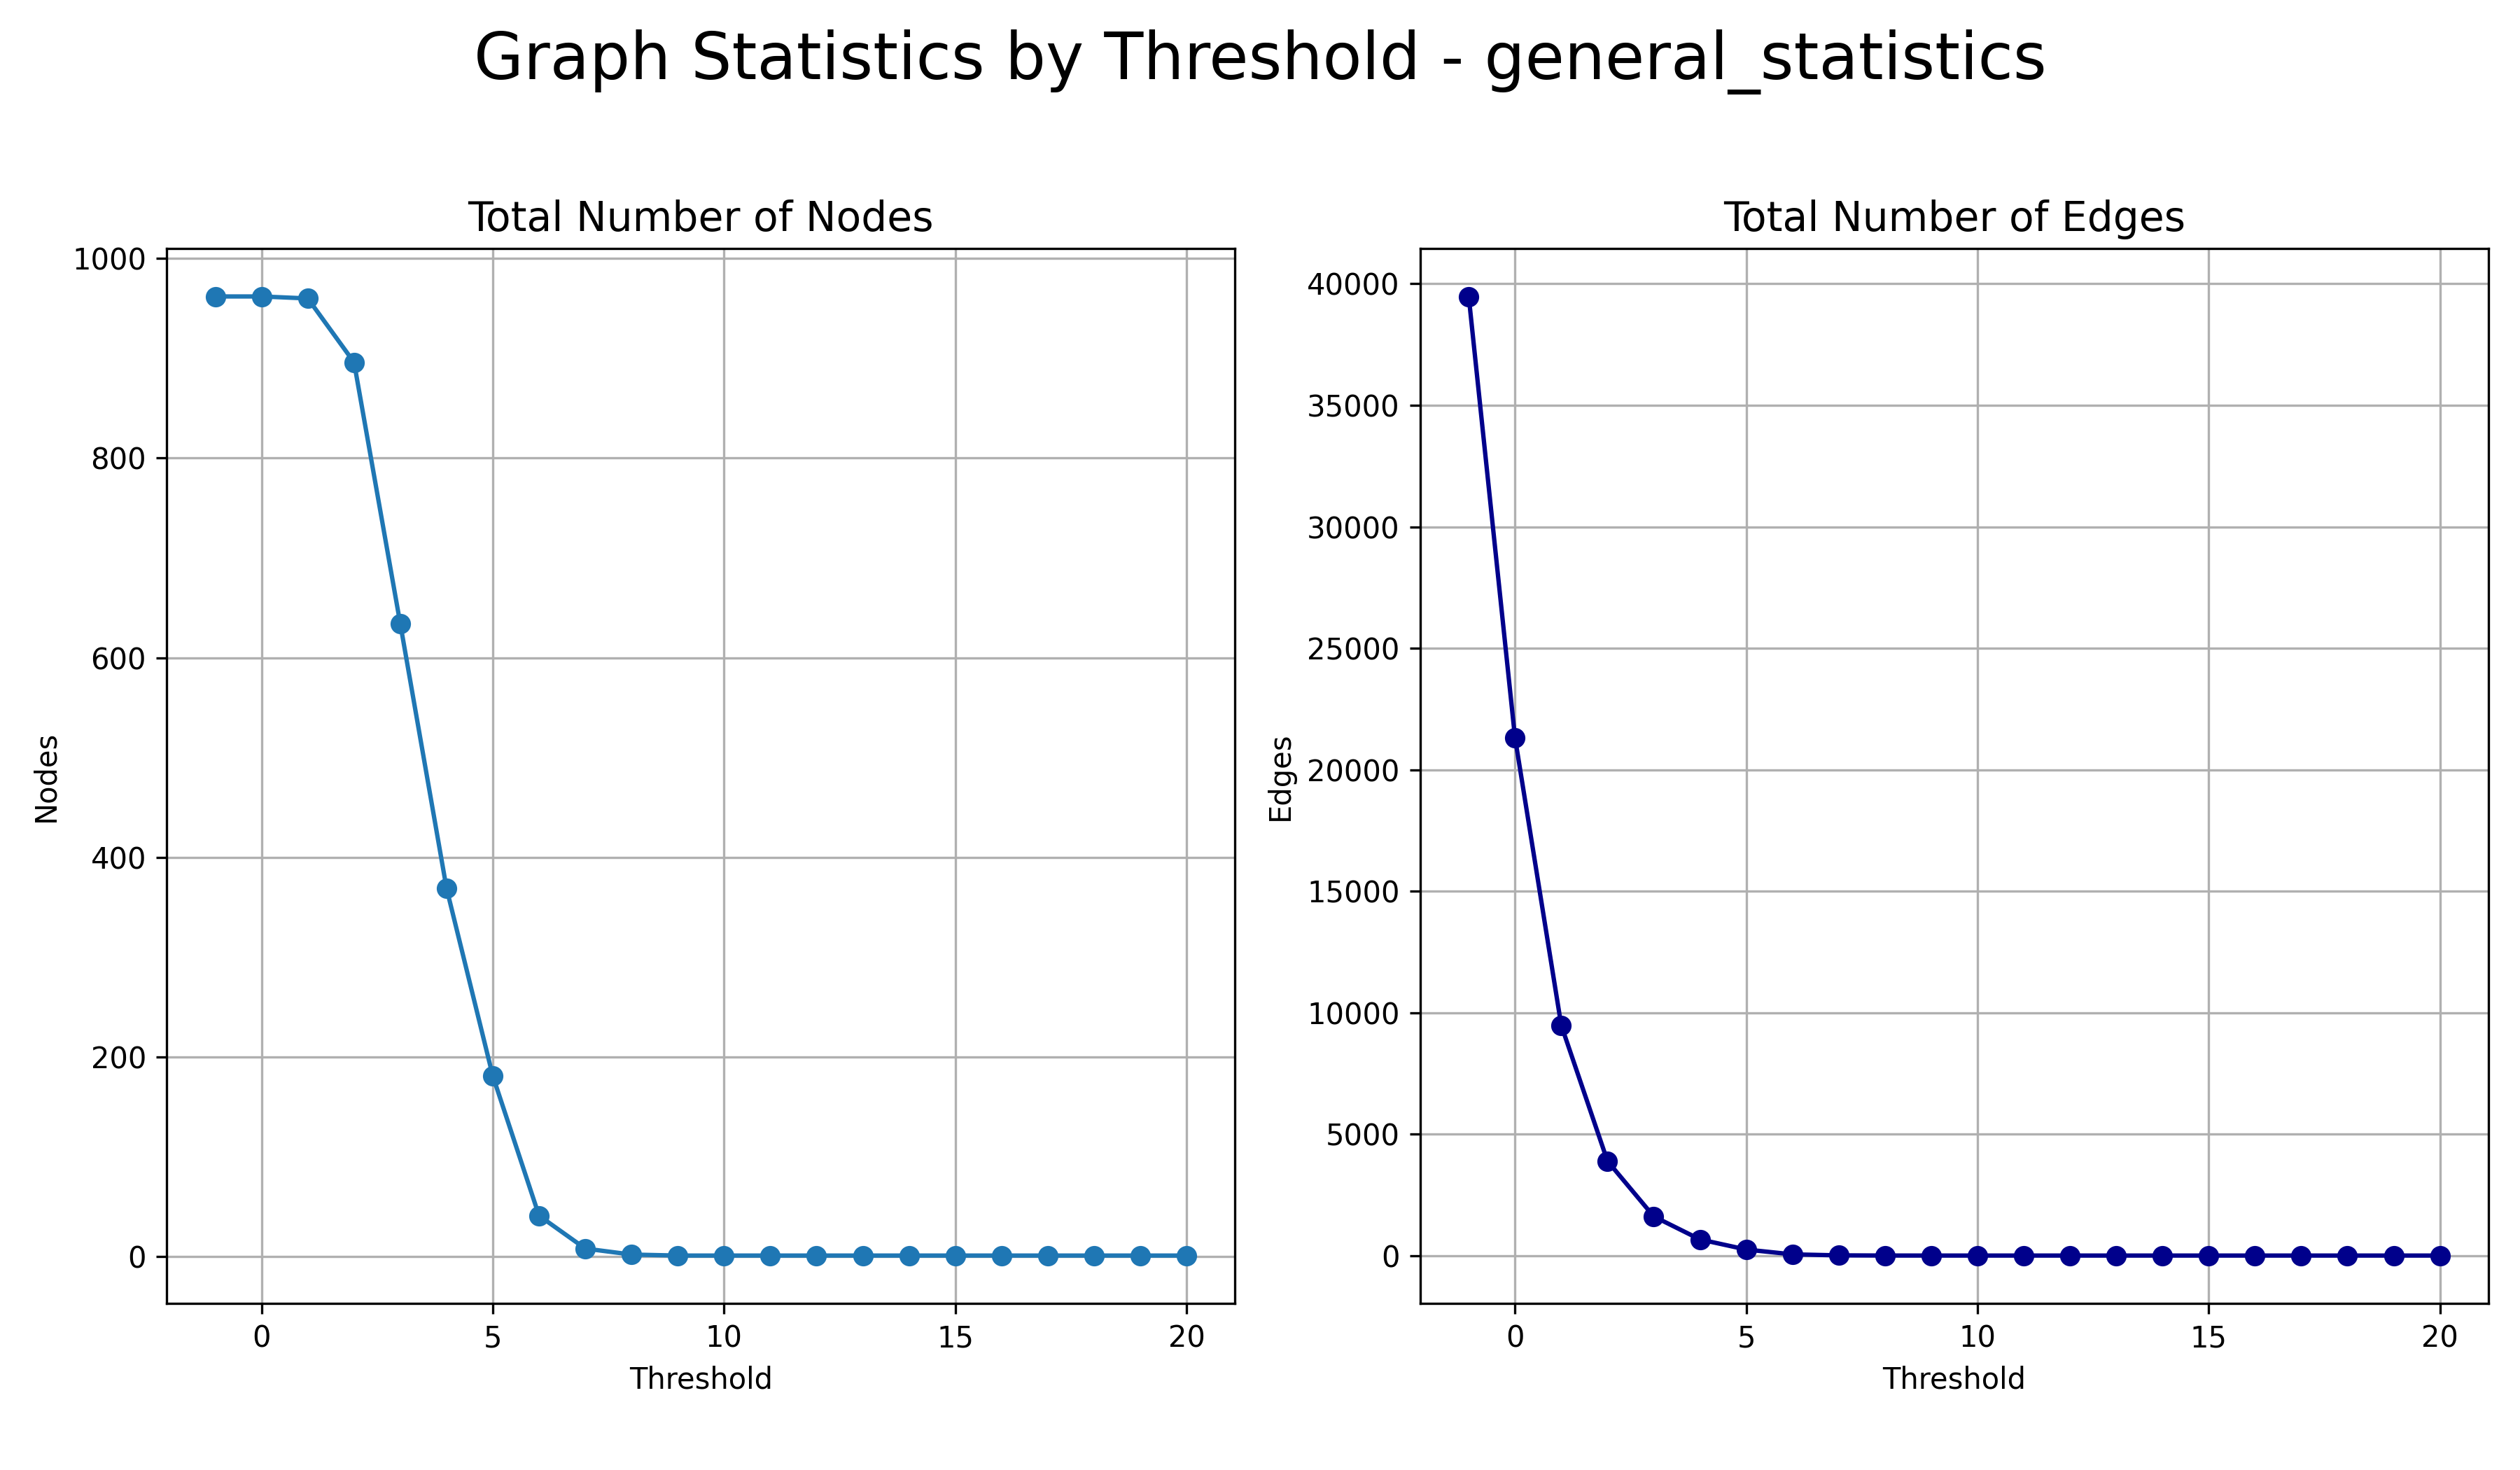 Graph Statistics by Threshold - general_statistics
Total Number of Nodes
1000
800
600
400
200
0
Nodes
0 5 10 15 20
Threshold
Total Number of Edges
40000
35000
30000
25000
20000
15000
10000
5000
0
Edges
0 5 10 15 20
Threshold